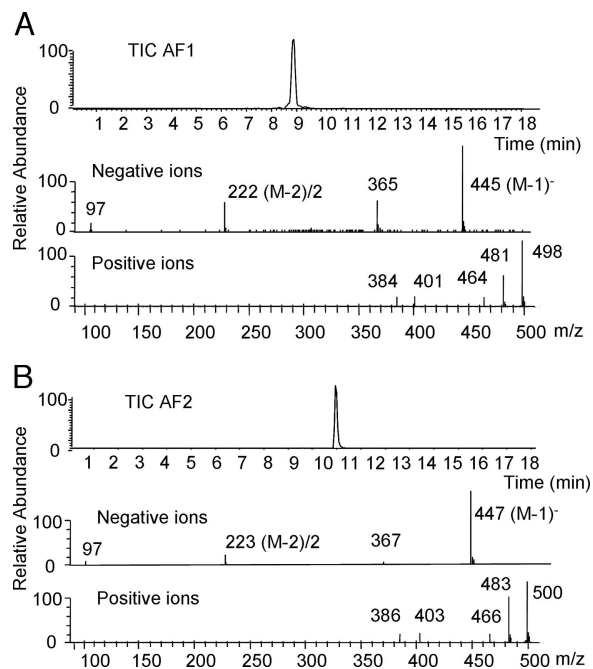 A
TIC AF1
100
0
1 2 3 4 5 6 7 8 9 10 11 12 13 14 15 16 17 18
Time (min)
Relative Abundance
Negative ions
100
0
97
222 (M-2)/2
365
445 (M-1)-
Positive ions
100
0
384
401
464
481
498
100 150 200 250 300 350 400 450 500 m/z
B
TIC AF2
100
0
1 2 3 4 5 6 7 8 9 10 11 12 13 14 15 16 17 18
Time (min)
Relative Abundance
Negative ions
100
0
97
223 (M-2)/2
367
447 (M-1)-
Positive ions
100
0
386
403
466
483
500
100 150 200 250 300 350 400 450 500 m/z